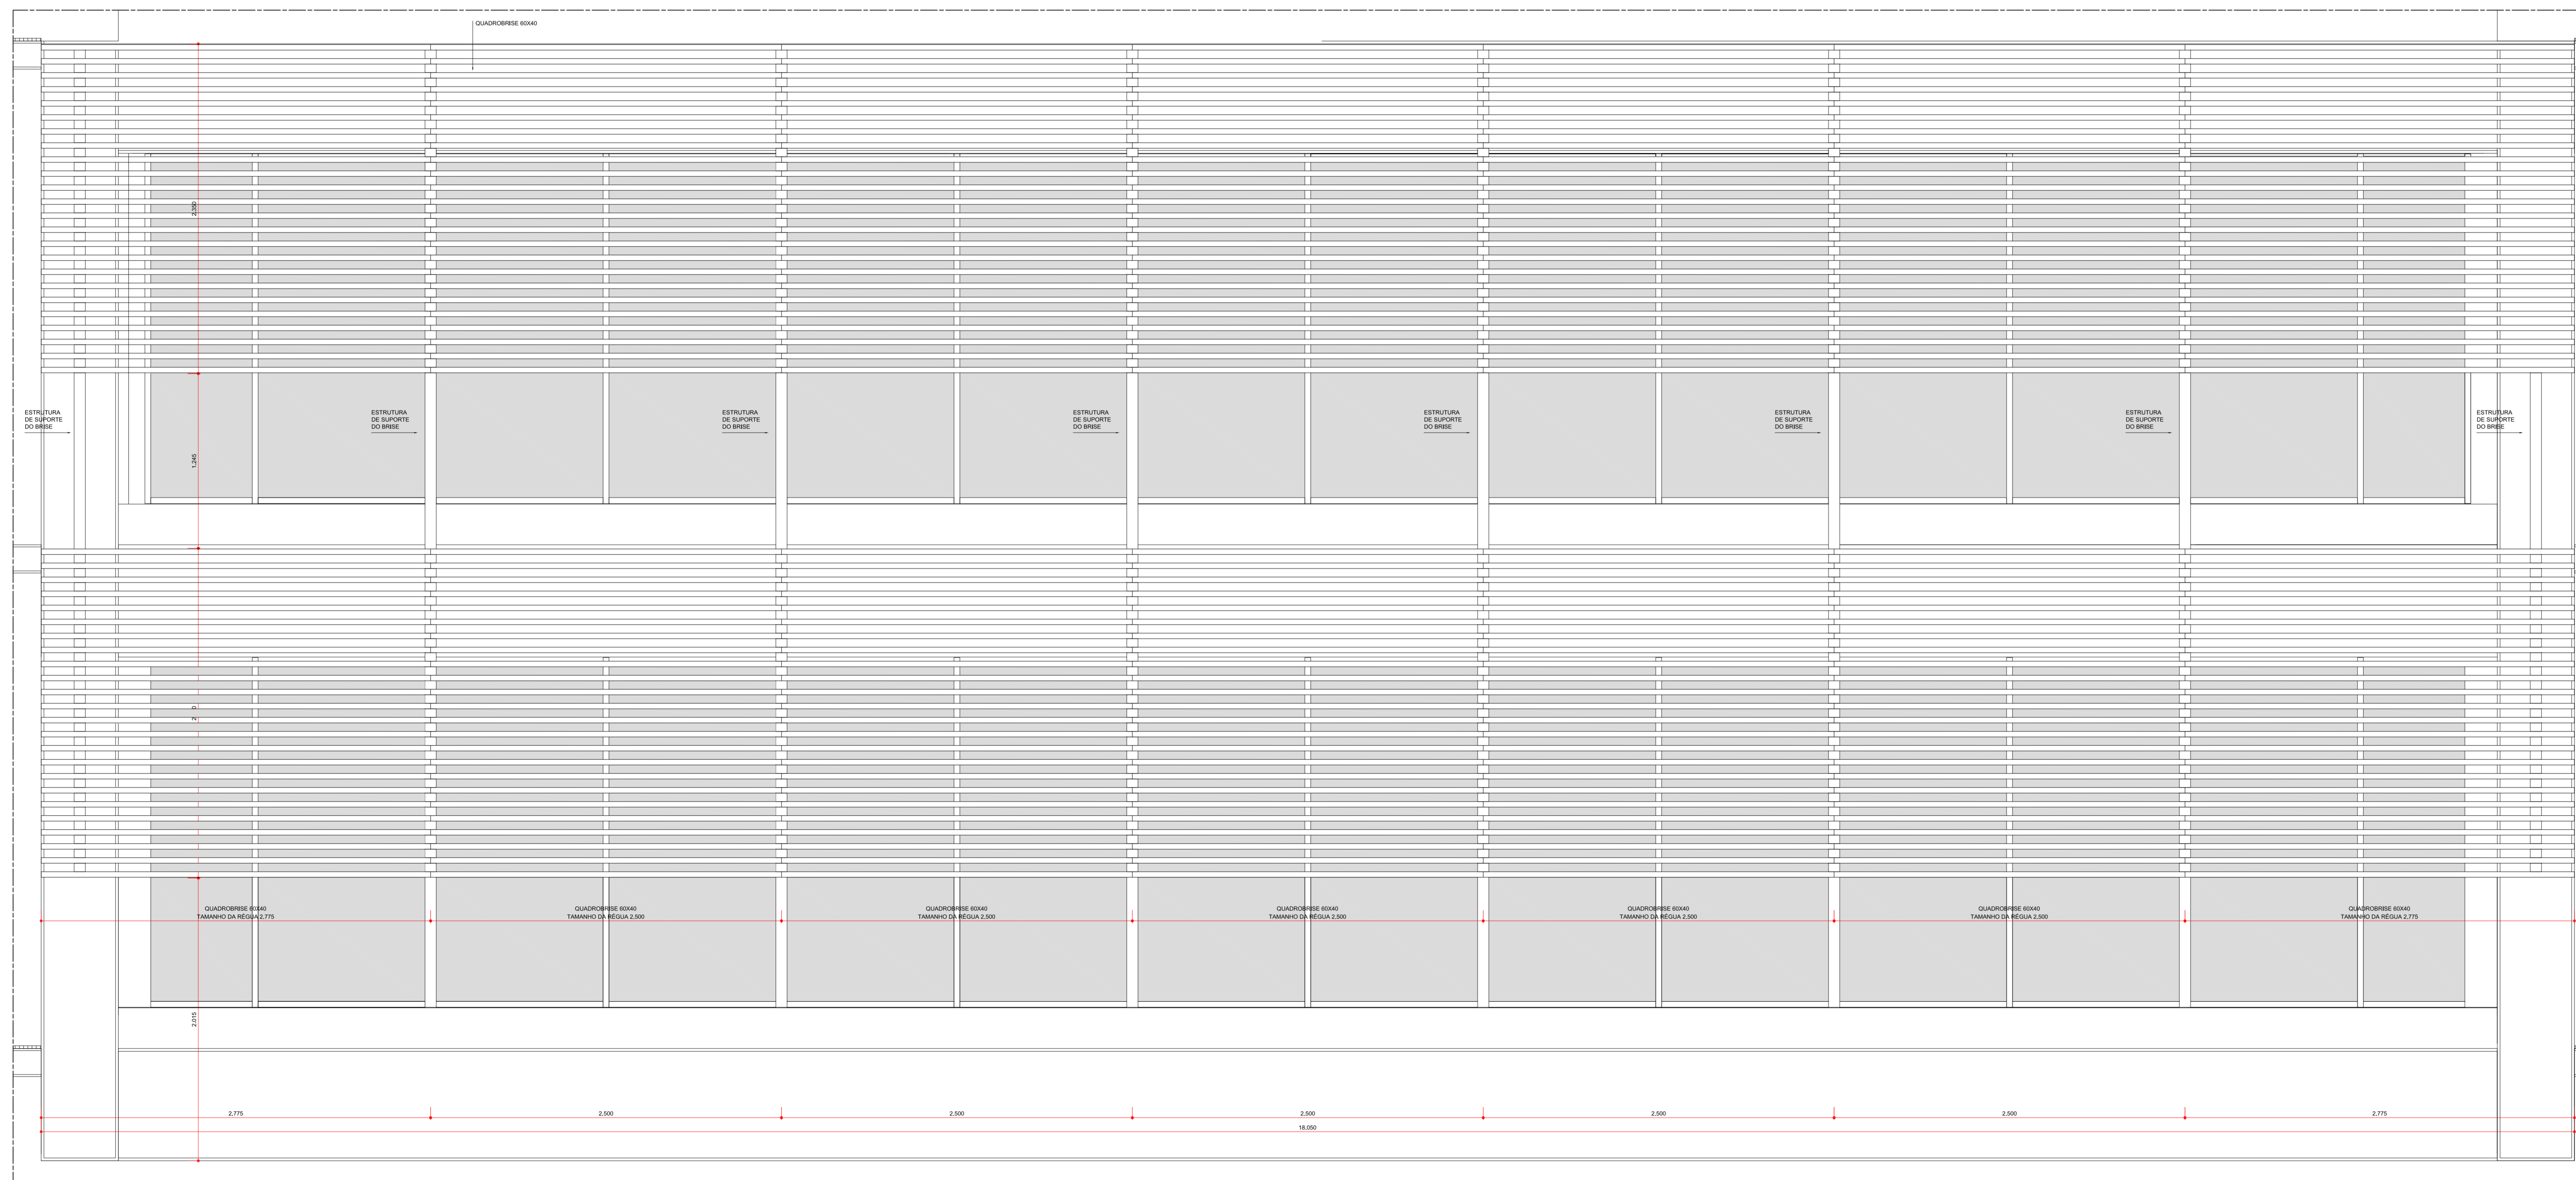 QUADROBRISE 60X40
2,350
ESTRUTURA
DE SUPORTE
DO BRISE
ESTRUTURA
DE SUPORTE
DO BRISE
ESTRUTURA
DE SUPORTE
DO BRISE
ESTRUTURA
DE SUPORTE
DO BRISE
ESTRUTURA
DE SUPORTE
DO BRISE
ESTRUTURA
DE SUPORTE
DO BRISE
ESTRUTURA
DE SUPORTE
DO BRISE
ESTRUTURA
DE SUPORTE
DO BRISE
1,245
QUADROBRISE 60X40
TAMANHO DA RÉGUA 2,775
QUADROBRISE 60X40
TAMANHO DA RÉGUA 2,500
QUADROBRISE 60X40
TAMANHO DA RÉGUA 2,500
QUADROBRISE 60X40
TAMANHO DA RÉGUA 2,500
QUADROBRISE 60X40
TAMANHO DA RÉGUA 2,500
QUADROBRISE 60X40
TAMANHO DA RÉGUA 2,500
QUADROBRISE 60X40
TAMANHO DA RÉGUA 2,775
2,015
2,775
2,500
2,500
2,500
2,500
2,500
2,775
18,050